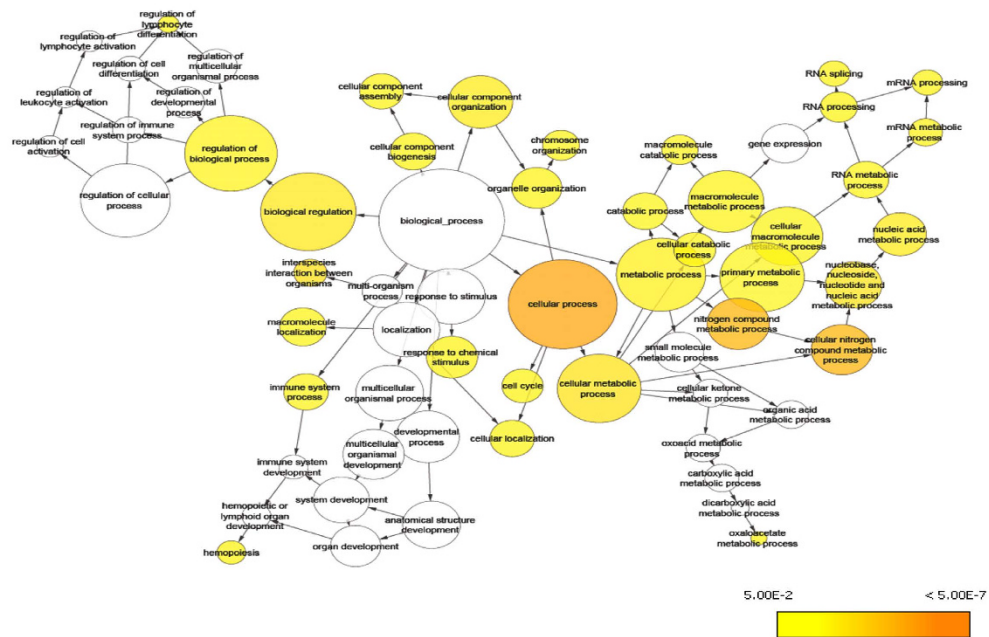 regulation of
lymphocyte
differentiation
regulation of
lymphocyte activation
regulation of cell
differentiation
regulation of
multicellular
organismal process
regulation of
leukocyte activation
regulation of
developmental
process
regulation of immune
system process
regulation of cell
activation
regulation of
biological process
regulation of cellular
process
biological regulation
cellular component
assembly
cellular component
organization
cellular component
biogenesis
chromosome
organization
organelle organization
biological_process
macromolecule
catabolic process
catabolic process
macromolecule
metabolic process
cellular catabolic
process
metabolic process
cellular
macromolecule
metabolic process
primary metabolic
process
gene expression
RNA splicing
RNA processing
mRNA processing
mRNA metabolic
process
RNA metabolic
process
nucleic acid
metabolic process
nucleobase,
nucleoside,
nucleotide and
nucleic acid
metabolic process
nitrogen compound
metabolic process
cellular nitrogen
compound metabolic
process
interspecies
interaction between
organisms
multi-organism
process
response to stimulus
macromolecule
localization
localization
response to chemical
stimulus
cellular process
cell cycle
cellular localization
cellular metabolic
process
small molecule
metabolic process
cellular ketone
metabolic process
organic acid
metabolic process
oxoacid metabolic
process
carboxylic acid
metabolic process
dicarboxylic acid
metabolic process
oxaloacetate
metabolic process
immune system
process
multicellular
organismal process
developmental
process
multicellular
organismal development
immune system
development
system development
hemopoietic or
lymphoid organ
development
anatomical structure
development
organ development
hemopoiesis
5.00E-2
< 5.00E-7